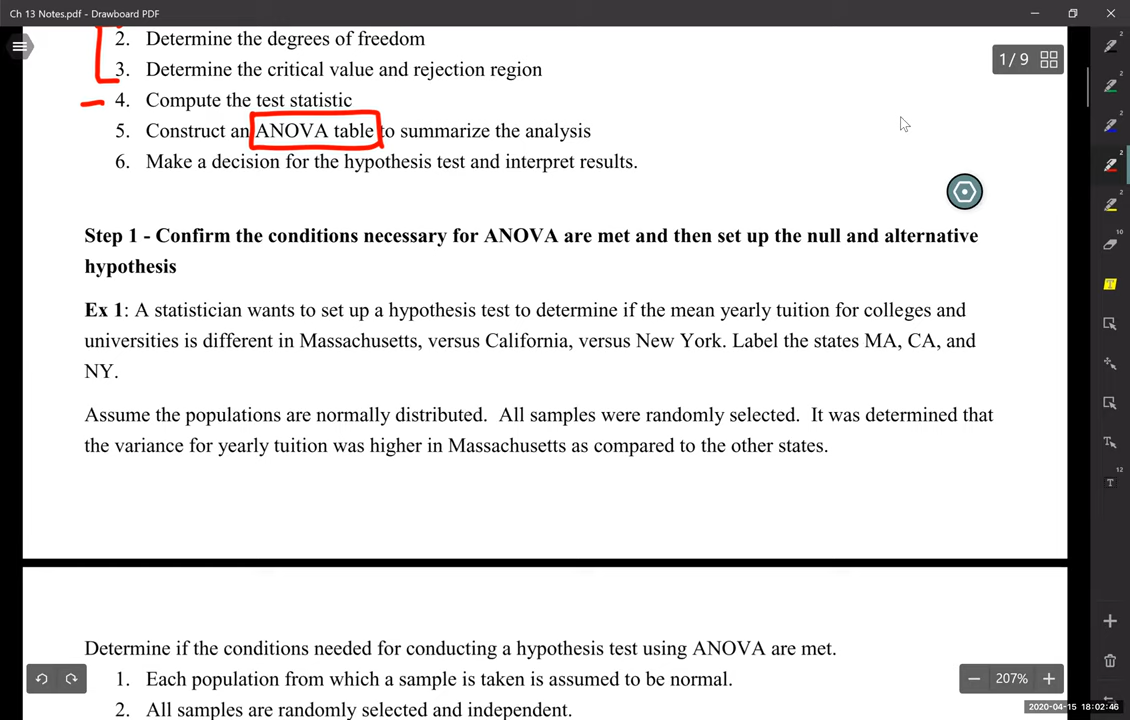 Ch 13 Notes.pdf - Drawboard PDF
2. Determine the degrees of freedom
1 / 9
3. Determine the critical value and rejection region
4. Compute the test statistic
5. Construct an ANOVA table to summarize the analysis
6. Make a decision for the hypothesis test and interpret results.
Step 1 - Confirm the conditions necessary for ANOVA are met and then set up the null and alternative
hypothesis
Ex 1: A statistician wants to set up a hypothesis test to determine if the mean yearly tuition for colleges and
universities is different in Massachusetts, versus California, versus New York. Label the states MA, CA, and
NY.
Assume the populations are normally distributed. All samples were randomly selected. It was determined that
the variance for yearly tuition was higher in Massachusetts as compared to the other states.
Determine if the conditions needed for conducting a hypothesis test using ANOVA are met.
1. Each population from which a sample is taken is assumed to be normal.
2. All samples are randomly selected and independent.
207%
2020-04-15 18:02:46
2
2
2
2
2
10
T
T
12
T